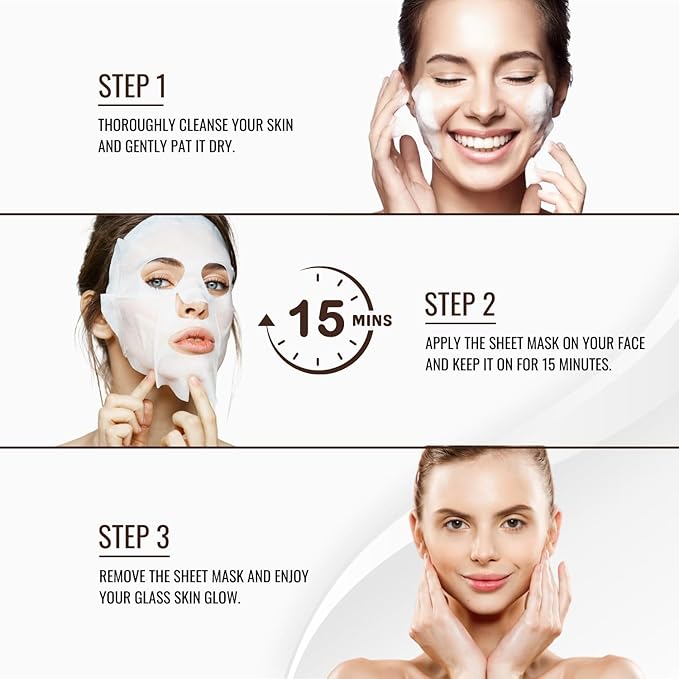 STEP 1
THOROUGHLY CLEANSE YOUR SKIN
AND GENTLY PAT IT DRY.
15 MINS
STEP 2
APPLY THE SHEET MASK ON YOUR FACE
AND KEEP IT ON FOR 15 MINUTES.
STEP 3
REMOVE THE SHEET MASK AND ENJOY
YOUR GLASS SKIN GLOW.